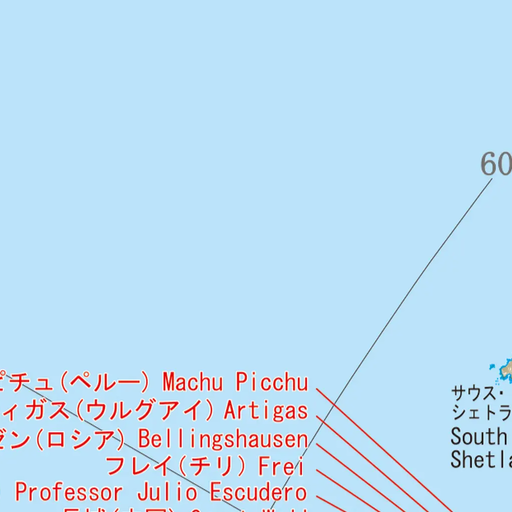 60
ピチュ(ペルー) Machu Picchu
サウス・
ィガス(ウルグアイ) Artigas
シェトラ
ゼン(ロシア) Bellingshausen
South
フレイ(チリ) Frei
Shetla
Professor Julio Escudero